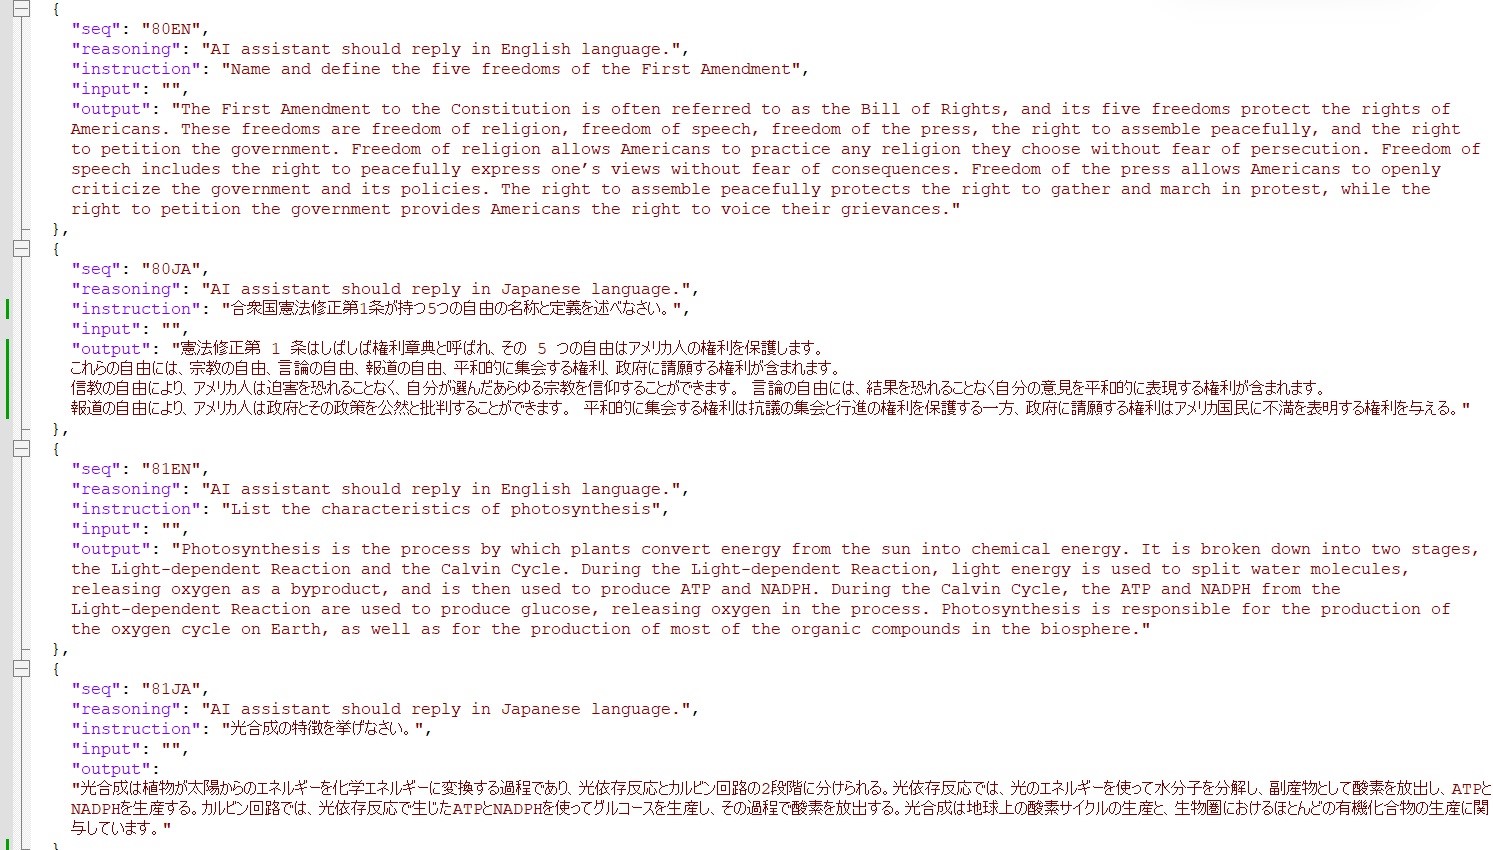 {
"seq": "80EN",
"reasoning": "AI assistant should reply in English language.",
"instruction": "Name and define the five freedoms of the First Amendment",
"input": "",
"output": "The First Amendment to the Constitution is often referred to as the Bill of Rights, and its five freedoms protect the rights of
Americans. These freedoms are freedom of religion, freedom of speech, freedom of the press, the right to assemble peacefully, and the right
to petition the government. Freedom of religion allows Americans to practice any religion they choose without fear of persecution. Freedom of
speech includes the right to peacefully express one’s views without fear of consequences. Freedom of the press allows Americans to openly
criticize the government and its policies. The right to assemble peacefully protects the right to gather and march in protest, while the
right to petition the government provides Americans the right to voice their grievances."
},
{
"seq": "80JA",
"reasoning": "AI assistant should reply in Japanese language.",
"instruction": "合衆国憲法修正第1条が持つ5つの自由の名称と定義を述べなさい。",
"input": "",
"output": "憲法修正第 1 条はしばしば権利章典と呼ばれ、その 5 つの自由はアメリカ人の権利を保護します。
これらの自由には、宗教の自由、言論の自由、報道の自由、平和的に集会する権利、政府に請願する権利が含まれます。
信教の自由により、アメリカ人は迫害を恐れることなく、自分が選んだあらゆる宗教を信仰することができます。 言論の自由には、結果を恐れることなく自分の意見を平和的に表現する権利が含まれます。
報道の自由により、アメリカ人は政府とその政策を公然と批判することができます。 平和的に集会する権利は抗議の集会と行進の権利を保護する一方、政府に請願する権利はアメリカ国民に不満を表明する権利を与える。"
},
{
"seq": "81EN",
"reasoning": "AI assistant should reply in English language.",
"instruction": "List the characteristics of photosynthesis",
"input": "",
"output": "Photosynthesis is the process by which plants convert energy from the sun into chemical energy. It is broken down into two stages,
the Light-dependent Reaction and the Calvin Cycle. During the Light-dependent Reaction, light energy is used to split water molecules,
releasing oxygen as a byproduct, and is then used to produce ATP and NADPH. During the Calvin Cycle, the ATP and NADPH from the
Light-dependent Reaction are used to produce glucose, releasing oxygen in the process. Photosynthesis is responsible for the production of
the oxygen cycle on Earth, as well as for the production of most of the organic compounds in the biosphere."
},
{
"seq": "81JA",
"reasoning": "AI assistant should reply in Japanese language.",
"instruction": "光合成の特徴を挙げなさい。",
"input": "",
"output":
"光合成は植物が太陽からのエネルギーを化学エネルギーに変換する過程であり、光依存反応とカルビン回路の2段階に分けられる。光依存反応では、光のエネルギーを使って水分子を分解し、副産物として酸素を放出し、ATPと
NADPHを生産する。カルビン回路では、光依存反応で生じたATPとNADPHを使ってグルコースを生産し、その過程で酸素を放出する。光合成は地球上の酸素サイクルの生産と、生物圏におけるほとんどの有機化合物の生産に関
与しています。"
}